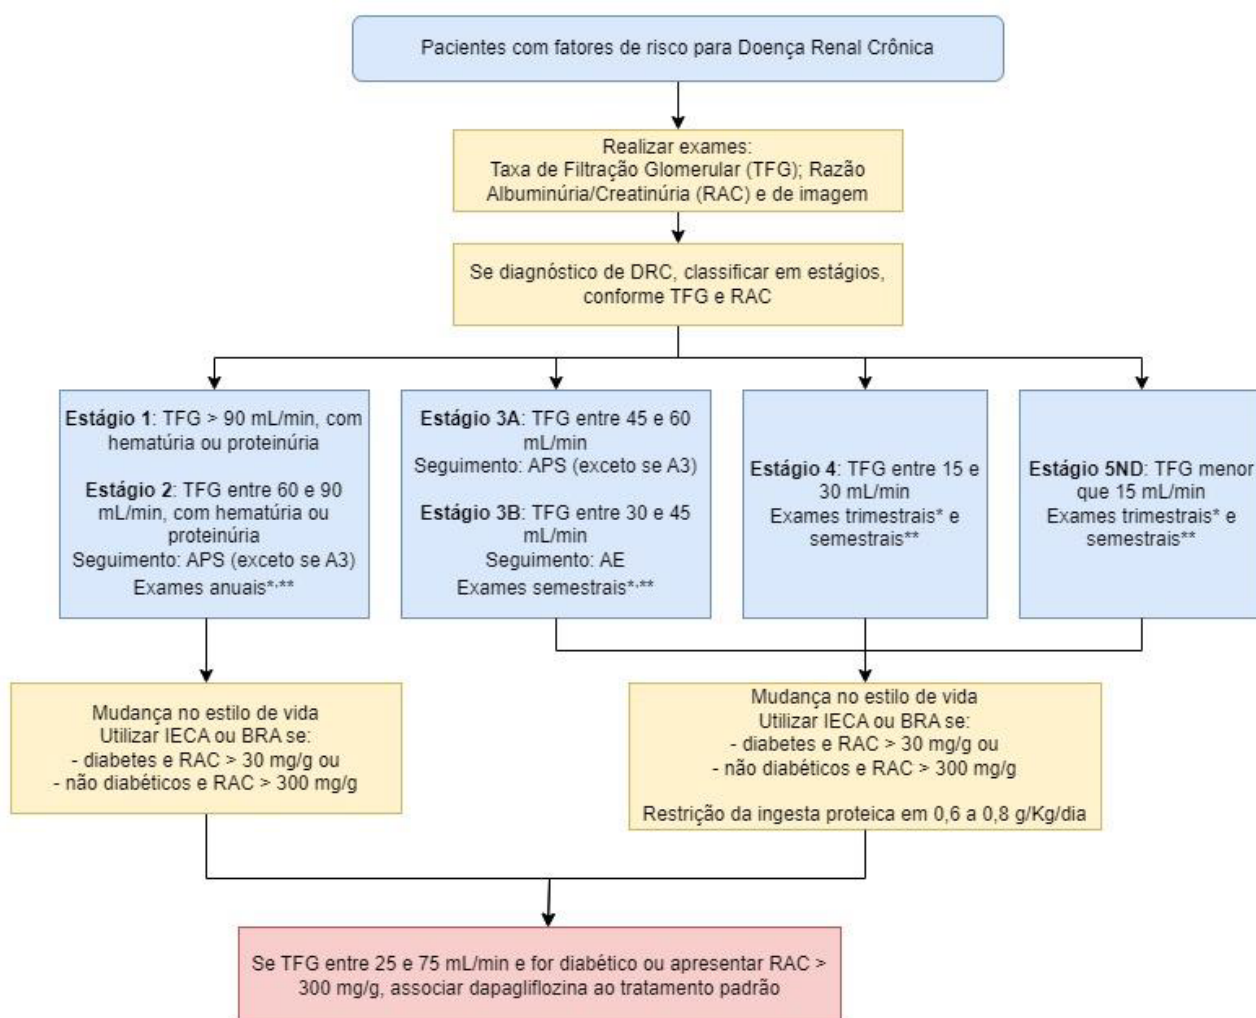 Pacientes com fatores de risco para Doença Renal Crônica
Realizar exames:
Taxa de Filtração Glomerular (TFG); Razão
Albuminúria/Creatinúria (RAC) e de imagem
Se diagnóstico de DRC, classificar em estágios,
conforme TFG e RAC
Estágio 1: TFG > 90 mL/min, com
hematúria ou proteinúria
Estágio 2: TFG entre 60 e 90
mL/min, com hematúria ou
proteinúria
Seguimento: APS (exceto se A3)
Exames anuais*,**
Estágio 3A: TFG entre 45 e 60
mL/min
Seguimento: APS (exceto se A3)
Estágio 3B: TFG entre 30 e 45
mL/min
Seguimento: AE
Exames semestrais*,**
Estágio 4: TFG entre 15 e
30 mL/min
Exames trimestrais* e
semestrais**
Estágio 5ND: TFG menor
que 15 mL/min
Exames trimestrais* e
semestrais**
Mudança no estilo de vida
Utilizar IECA ou BRA se:
- diabetes e RAC > 30 mg/g ou
- não diabéticos e RAC > 300 mg/g
Mudança no estilo de vida
Utilizar IECA ou BRA se:
- diabetes e RAC > 30 mg/g ou
- não diabéticos e RAC > 300 mg/g
Restrição da ingesta proteica em 0,6 a 0,8 g/Kg/dia
Se TFG entre 25 e 75 mL/min e for diabético ou apresentar RAC >
300 mg/g, associar dapagliflozina ao tratamento padrão